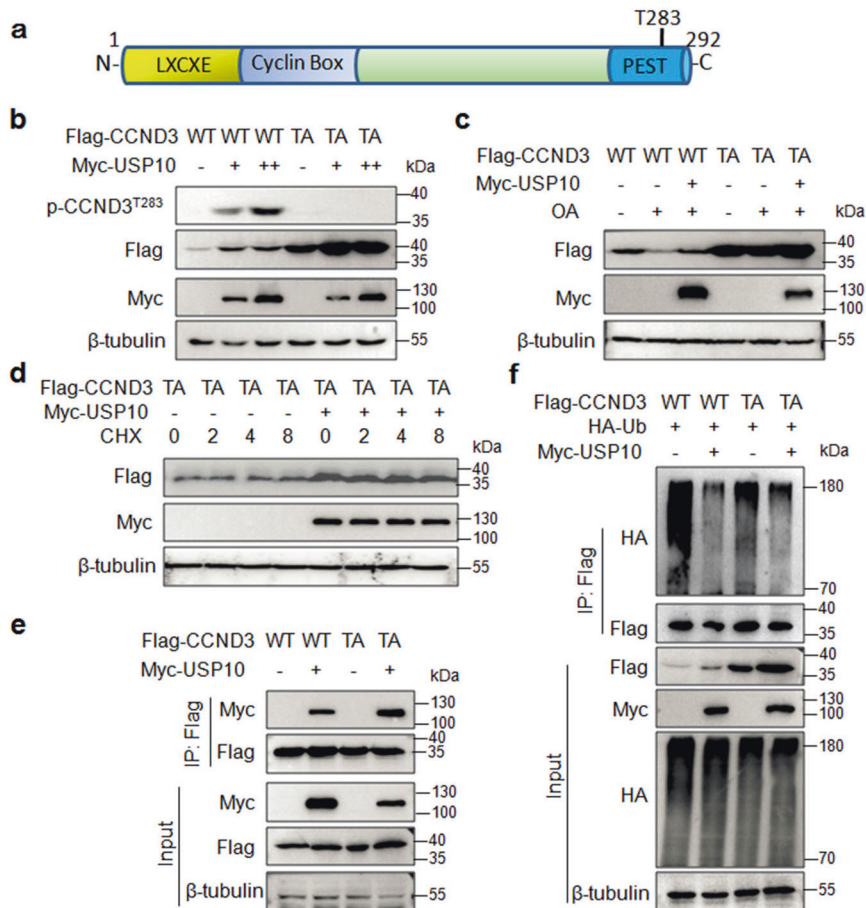 a
1 T283 292
N- LXCXE Cyclin Box PEST -C
b
Flag-CCND3 WT WT WT TA TA TA
Myc-USP10 - + ++ - + ++ kDa
p-CCND3T283 40 35
Flag 40 35
Myc 130 100
β-tubulin 55
c
Flag-CCND3 WT WT WT TA TA TA
Myc-USP10 - - + - - +
OA - + + - + + kDa
Flag 40 35
Myc 130 100
β-tubulin 55
d
Flag-CCND3 TA TA TA TA TA TA TA TA
Myc-USP10 - - - - + + + +
CHX 0 2 4 8 0 2 4 8 kDa
Flag 40 35
Myc 130 100
β-tubulin 55
e
Flag-CCND3 WT WT TA TA
Myc-USP10 - + - + kDa
IP: Flag
Myc 130 100
Flag 40 35
Input
Myc 130 100
Flag 40 35
β-tubulin 55
f
Flag-CCND3 WT WT TA TA
HA-Ub + + + +
Myc-USP10 - + - + kDa
IP: Flag
HA 180 70
Flag 40 35
Input
Flag 40 35
Myc 130 100
HA 180 70
β-tubulin 55